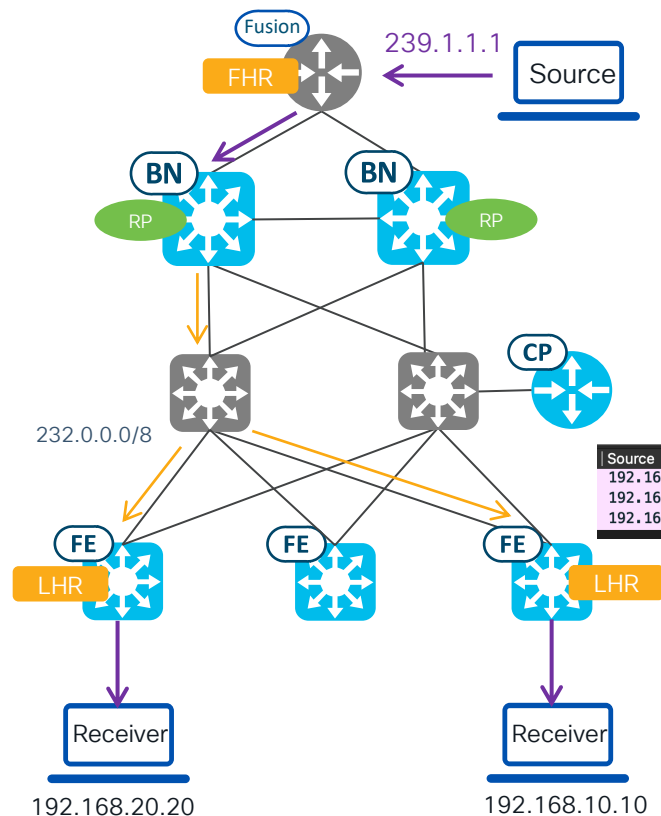 Fusion
239.1.1.1
Source
FHR
BN
BN
RP
RP
CP
232.0.0.0/8
Source
192.16
192.16
192.16
FE
FE
FE
LHR
LHR
Receiver
Receiver
192.168.20.20
192.168.10.10